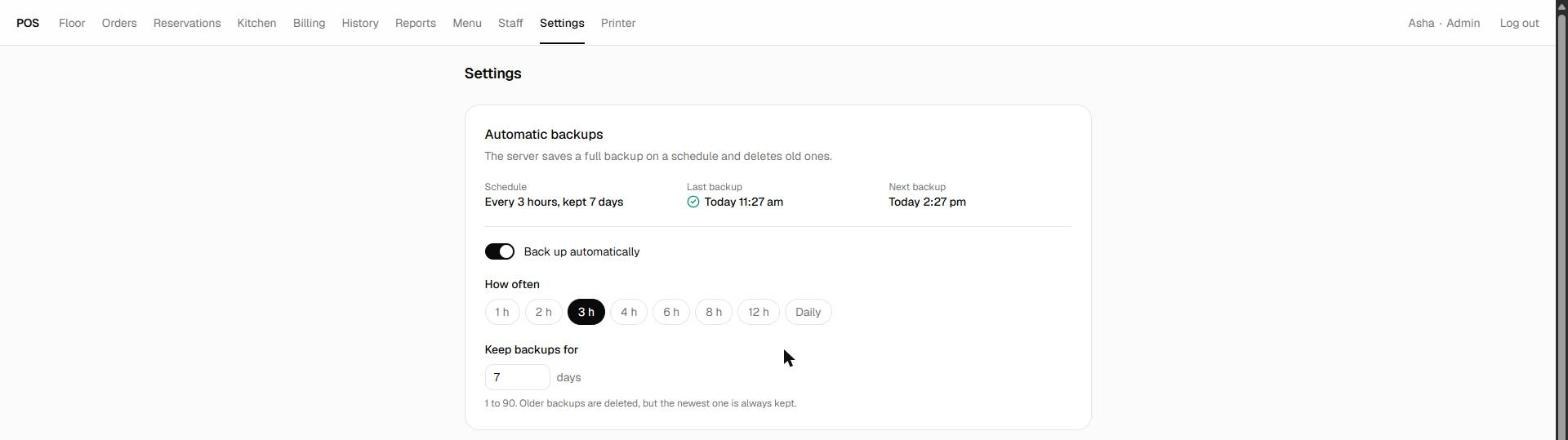 POS Floor Orders Reservations Kitchen Billing History Reports Menu Staff Settings Printer Asha · Admin Log out
Settings
Automatic backups
The server saves a full backup on a schedule and deletes old ones.
Schedule Last backup Next backup
Every 3 hours, kept 7 days Today 11:27 am Today 2:27 pm
Back up automatically
How often
1 h 2 h 3 h 4 h 6 h 8 h 12 h Daily
Keep backups for
7 days
1 to 90. Older backups are deleted, but the newest one is always kept.